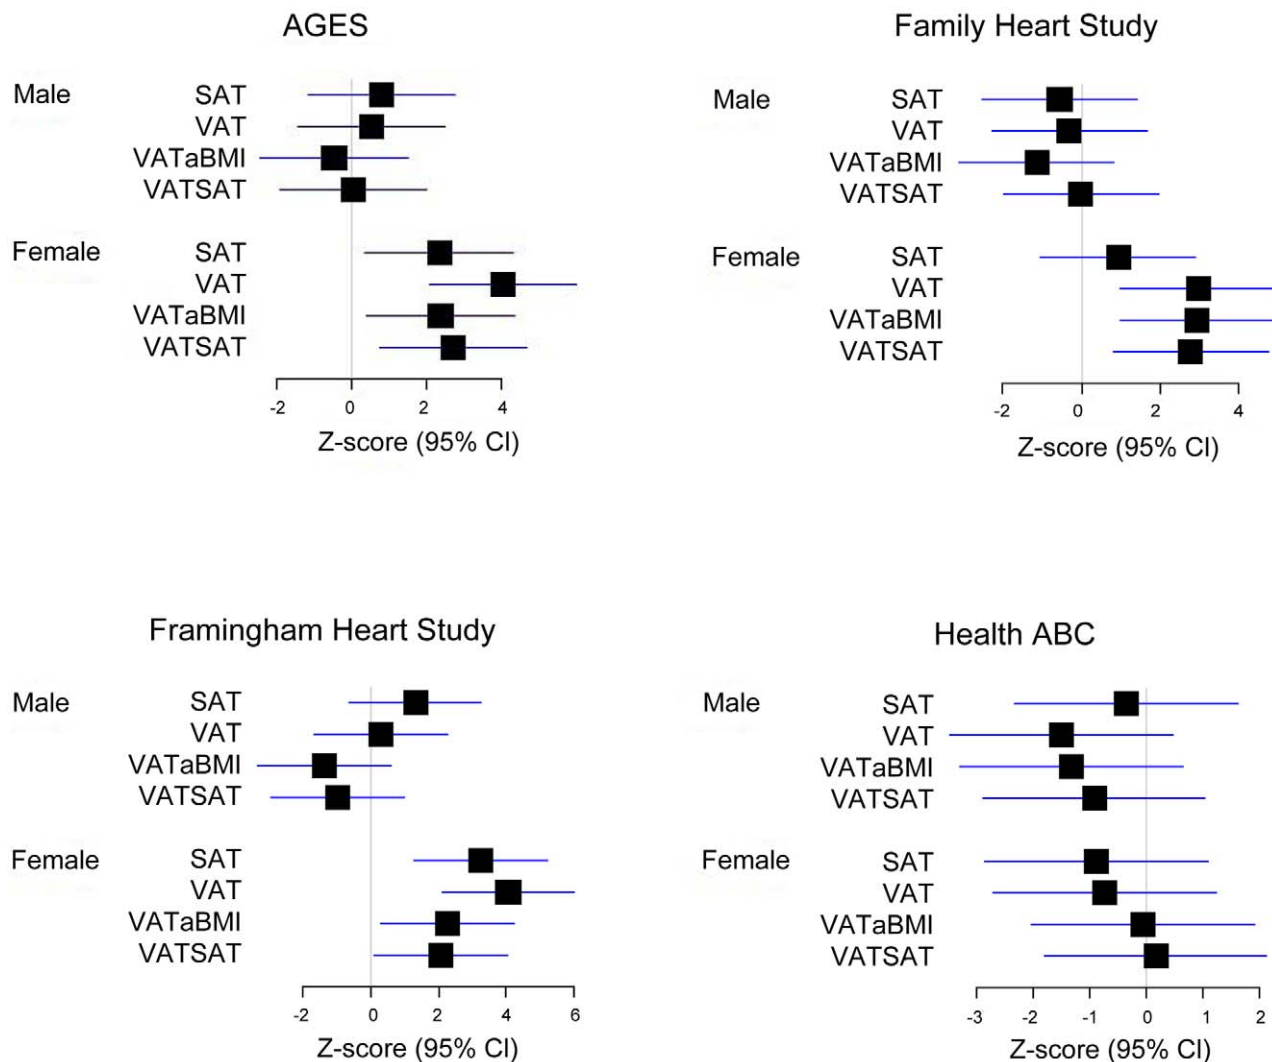 AGES
Male
SAT
VAT
VATaBMI
VATSAT
Female
SAT
VAT
VATaBMI
VATSAT
-2 0 2 4
Z-score (95% CI)
Family Heart Study
Male
SAT
VAT
VATaBMI
VATSAT
Female
SAT
VAT
VATaBMI
VATSAT
-2 0 2 4
Z-score (95% CI)
Framingham Heart Study
Male
SAT
VAT
VATaBMI
VATSAT
Female
SAT
VAT
VATaBMI
VATSAT
-2 0 2 4 6
Z-score (95% CI)
Health ABC
Male
SAT
VAT
VATaBMI
VATSAT
Female
SAT
VAT
VATaBMI
VATSAT
-3 -2 -1 0 1 2
Z-score (95% CI)